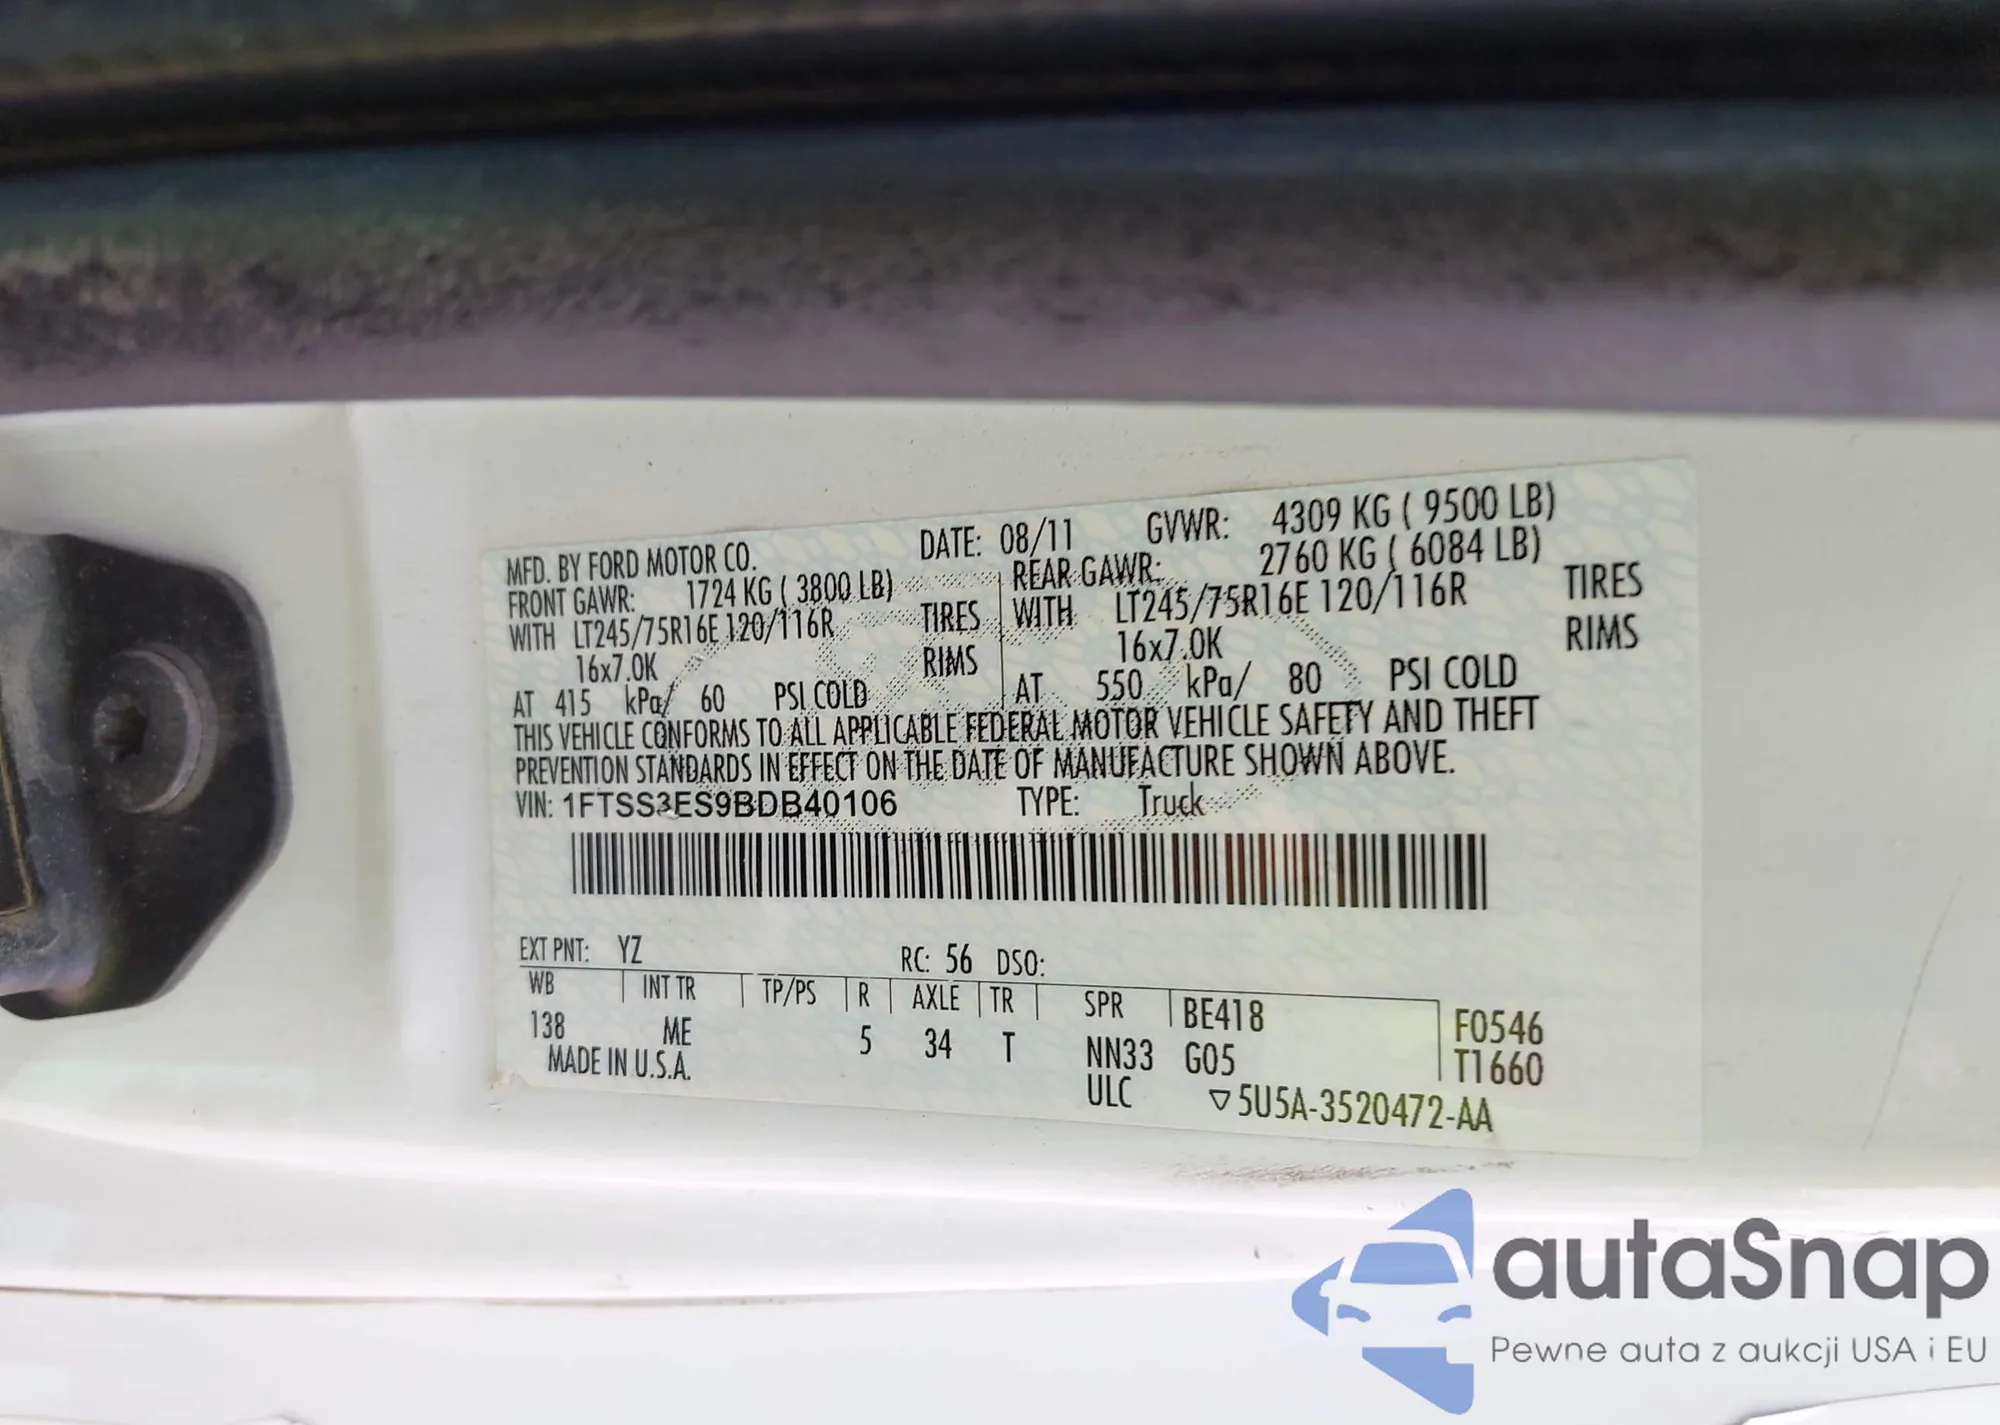 MFD. BY FORD MOTOR CO. DATE: 08/11 GVWR: 4309 KG ( 9500 LB)
FRONT GAWR: 1724 KG ( 3800 LB) REAR GAWR: 2760 KG ( 6084 LB)
WITH LT245/75R16E 120/116R TIRES WITH LT245/75R16E 120/116R TIRES
16x7.0K RIMS 16x7.0K RIMS
AT 415 kPa/ 60 PSI COLD AT 550 kPa/ 80 PSI COLD
THIS VEHICLE CONFORMS TO ALL APPLICABLE FEDERAL MOTOR VEHICLE SAFETY AND THEFT
PREVENTION STANDARDS IN EFFECT ON THE DATE OF MANUFACTURE SHOWN ABOVE.
VIN: 1FTSS3ES9BDB40106 TYPE: Truck
EXT PNT: YZ RC: 56 DSO:
WB INT TR TP/PS R AXLE TR SPR BE418 F0546
138 ME 5 34 T NN33 G05 T1660
MADE IN U.S.A. ULC ▽5U5A-3520472-AA
autaSnap
Pewne auta z aukcji USA i EU